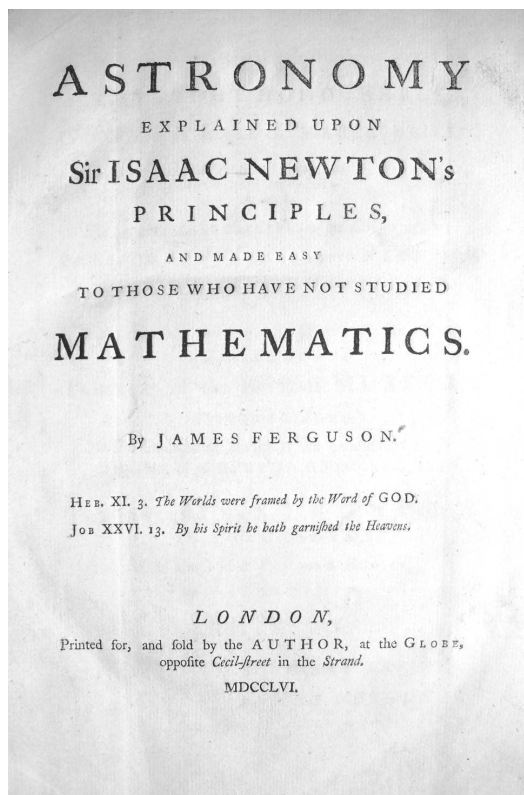 ASTRONOMY
EXPLAINED UPON
Sir ISAAC NEWTON's
PRINCIPLES,
AND MADE EASY
TO THOSE WHO HAVE NOT STUDIED
MATHEMATICS.
By JAMES FERGUSON.
HEB. XI. 3. The Worlds were framed by the Word of GOD.
JOB XXVI. 13. By his Spirit he hath garniſhed the Heavens.
LONDON,
Printed for, and ſold by the AUTHOR, at the GLOBE,
oppoſite Cecil-ſtreet in the Strand.
MDCCLVI.